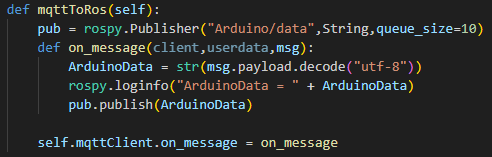 def mqttToRos(self):
    pub = rospy.Publisher("Arduino/data",String,queue_size=10)
    def on_message(client,userdata,msg):
        ArduinoData = str(msg.payload.decode("utf-8"))
        rospy.loginfo("ArduinoData = " + ArduinoData)
        pub.publish(ArduinoData)

    self.mqttClient.on_message = on_message